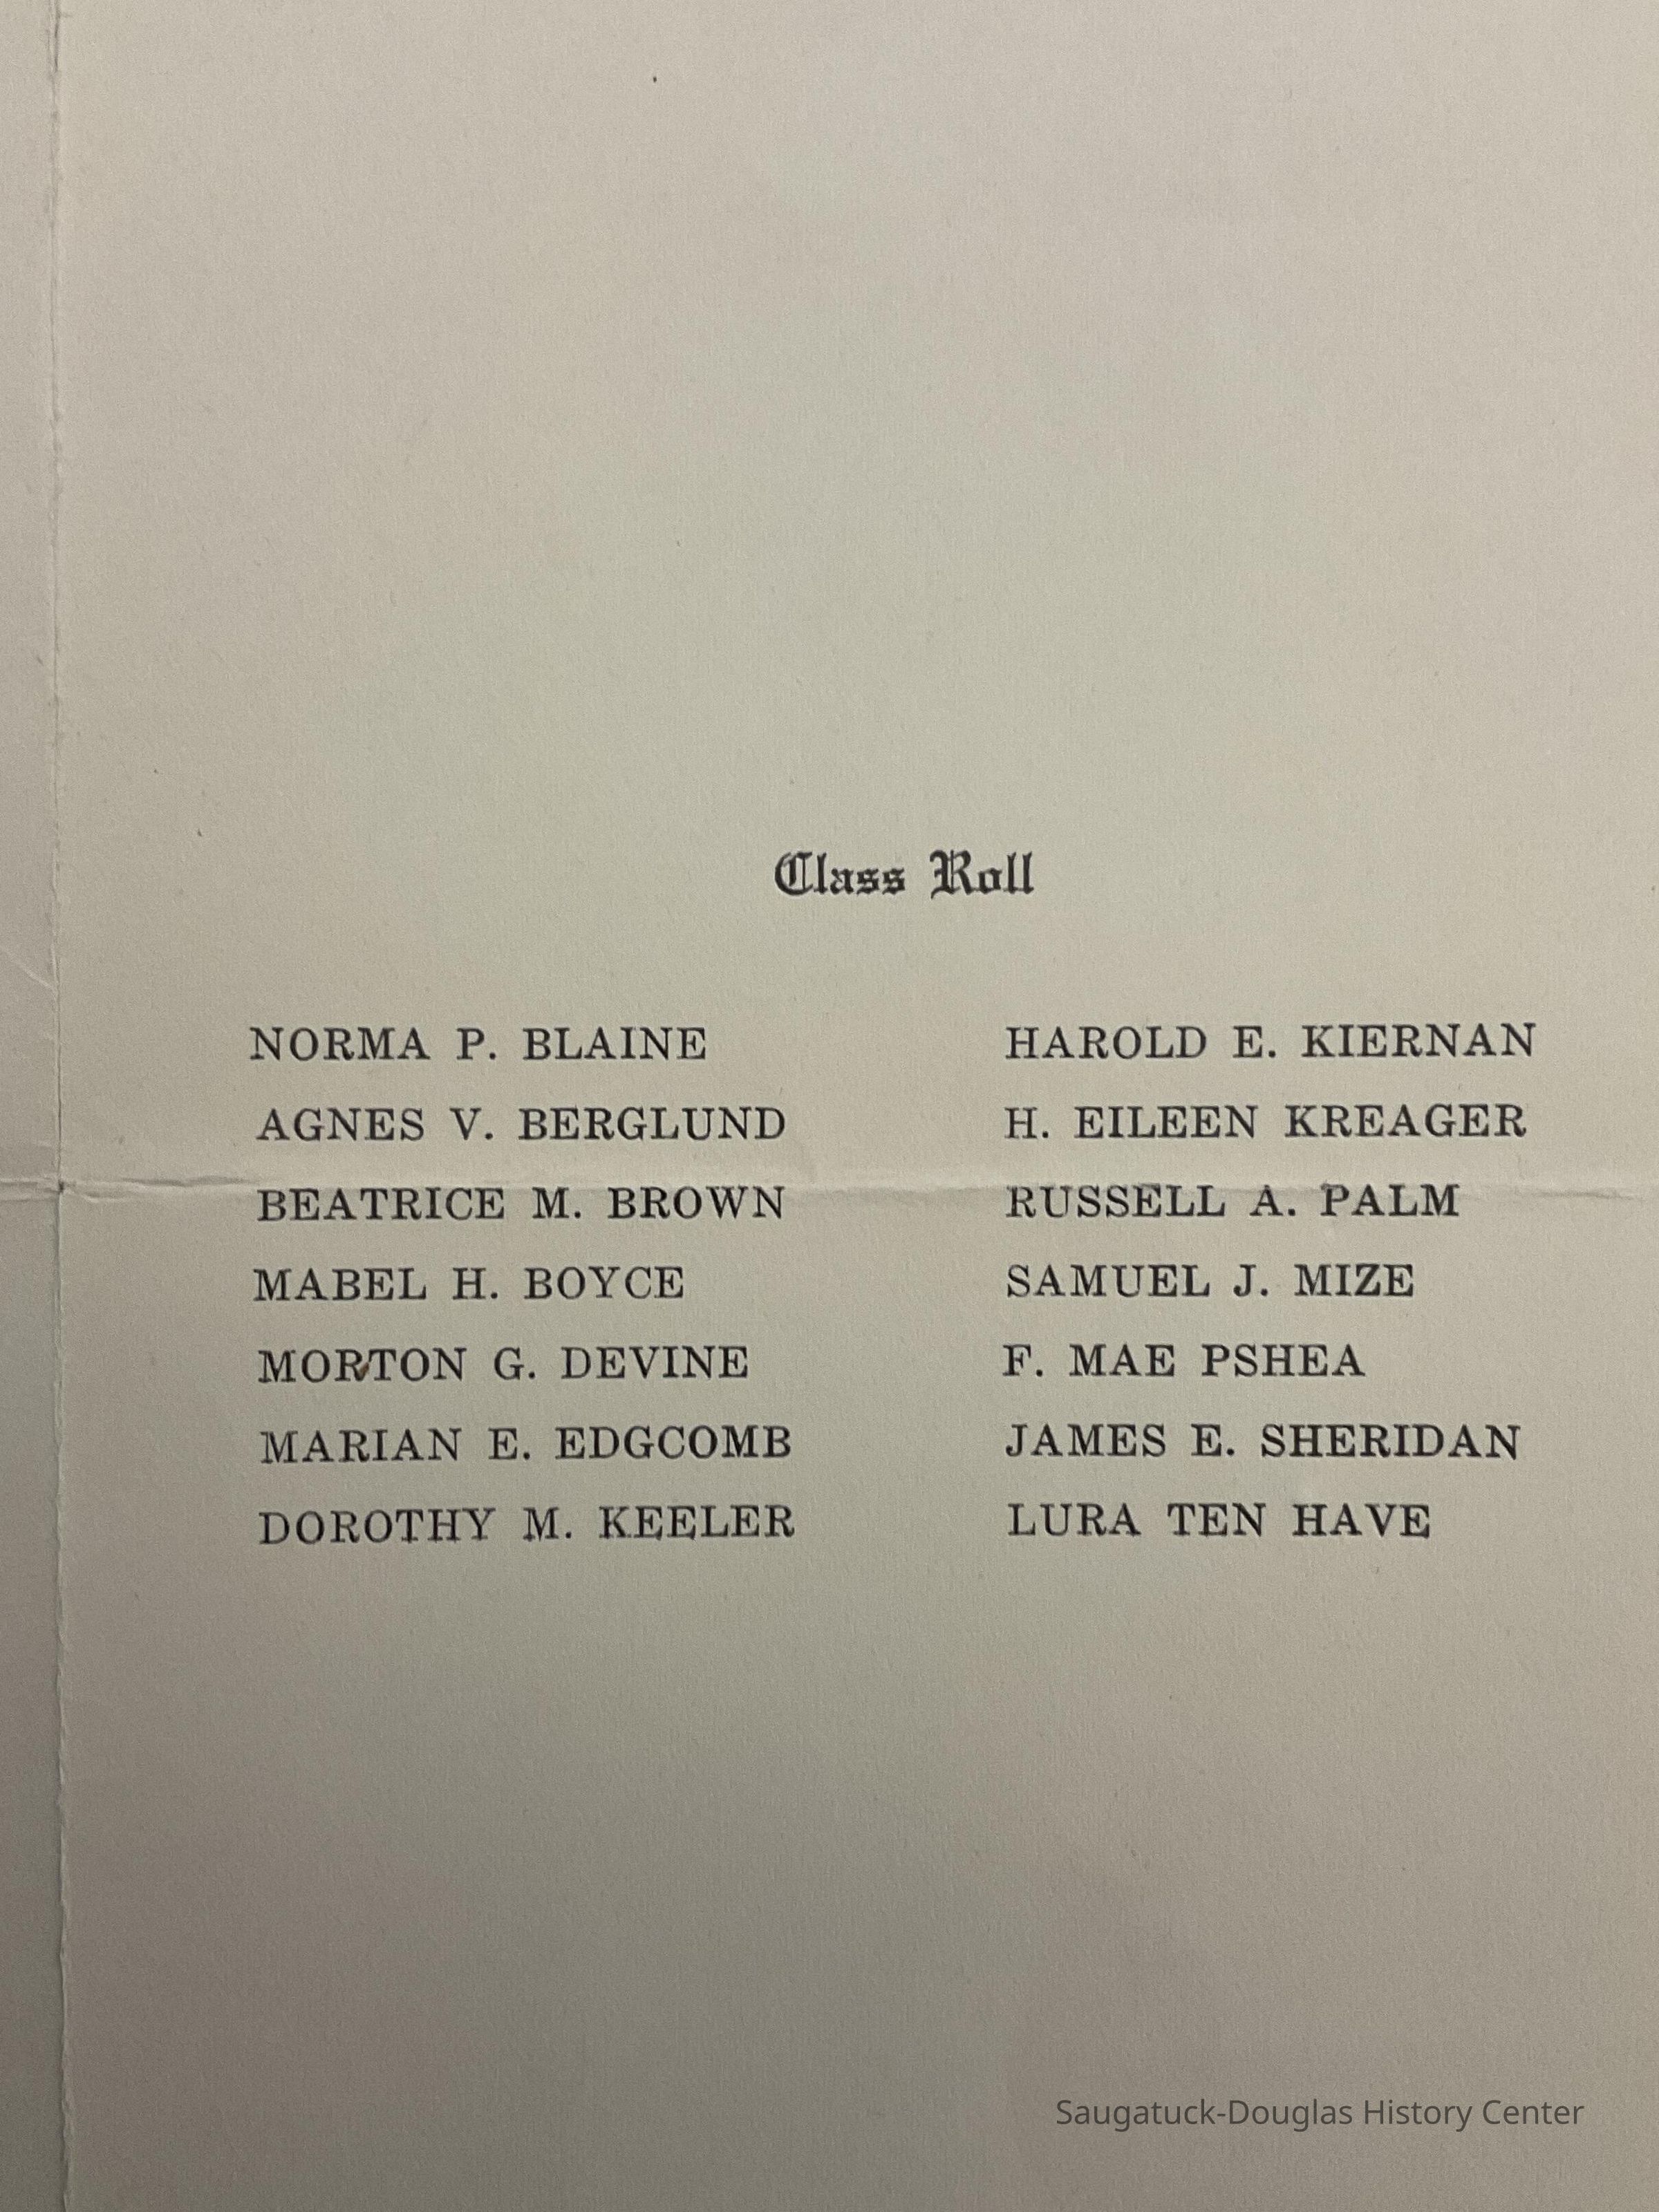 Class Roll
NORMA P. BLAINE
AGNES V. BERGLUND
BEATRICE M. BROWN
MABEL H. BOYCE
MORTON G. DEVINE
MARIAN E. EDGCOMB
DOROTHY M. KEELER
HAROLD E. KIERNAN
H. EILEEN KREAGER
RUSSELL A. PALM
SAMUEL J. MIZE
F. MAE PSHEA
JAMES E. SHERIDAN
LURA TEN HAVE
Saugatuck-Douglas History Center